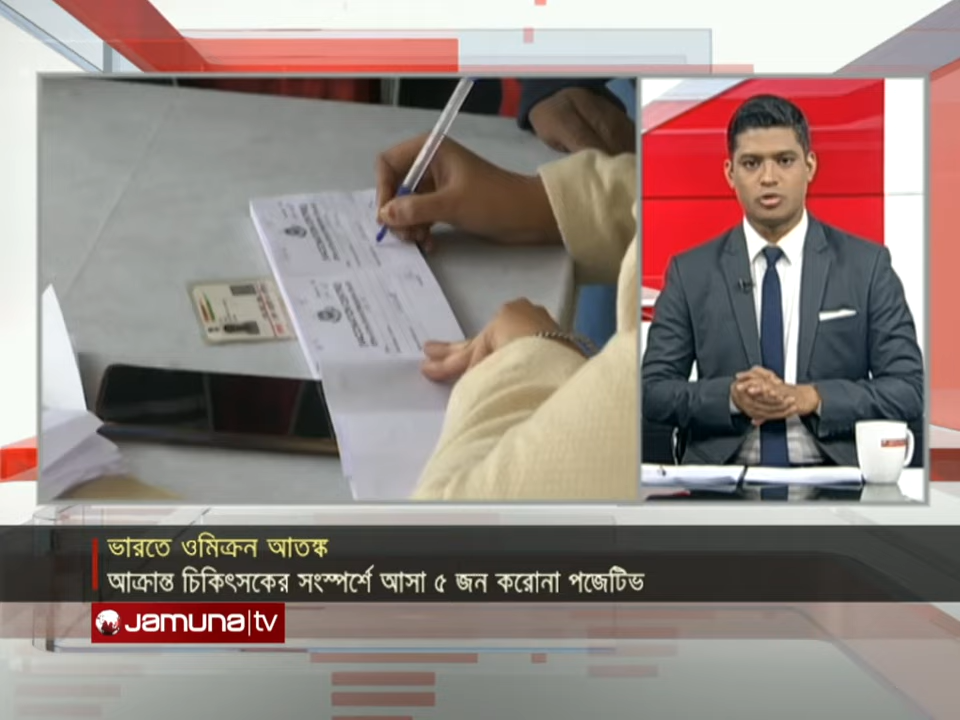 ভারতে ওমিক্রন আতঙ্ক
আক্রান্ত চিকিৎসকের সংস্পর্শে আসা ৫ জন করোনা পজেটিভ
Jamuna|tv